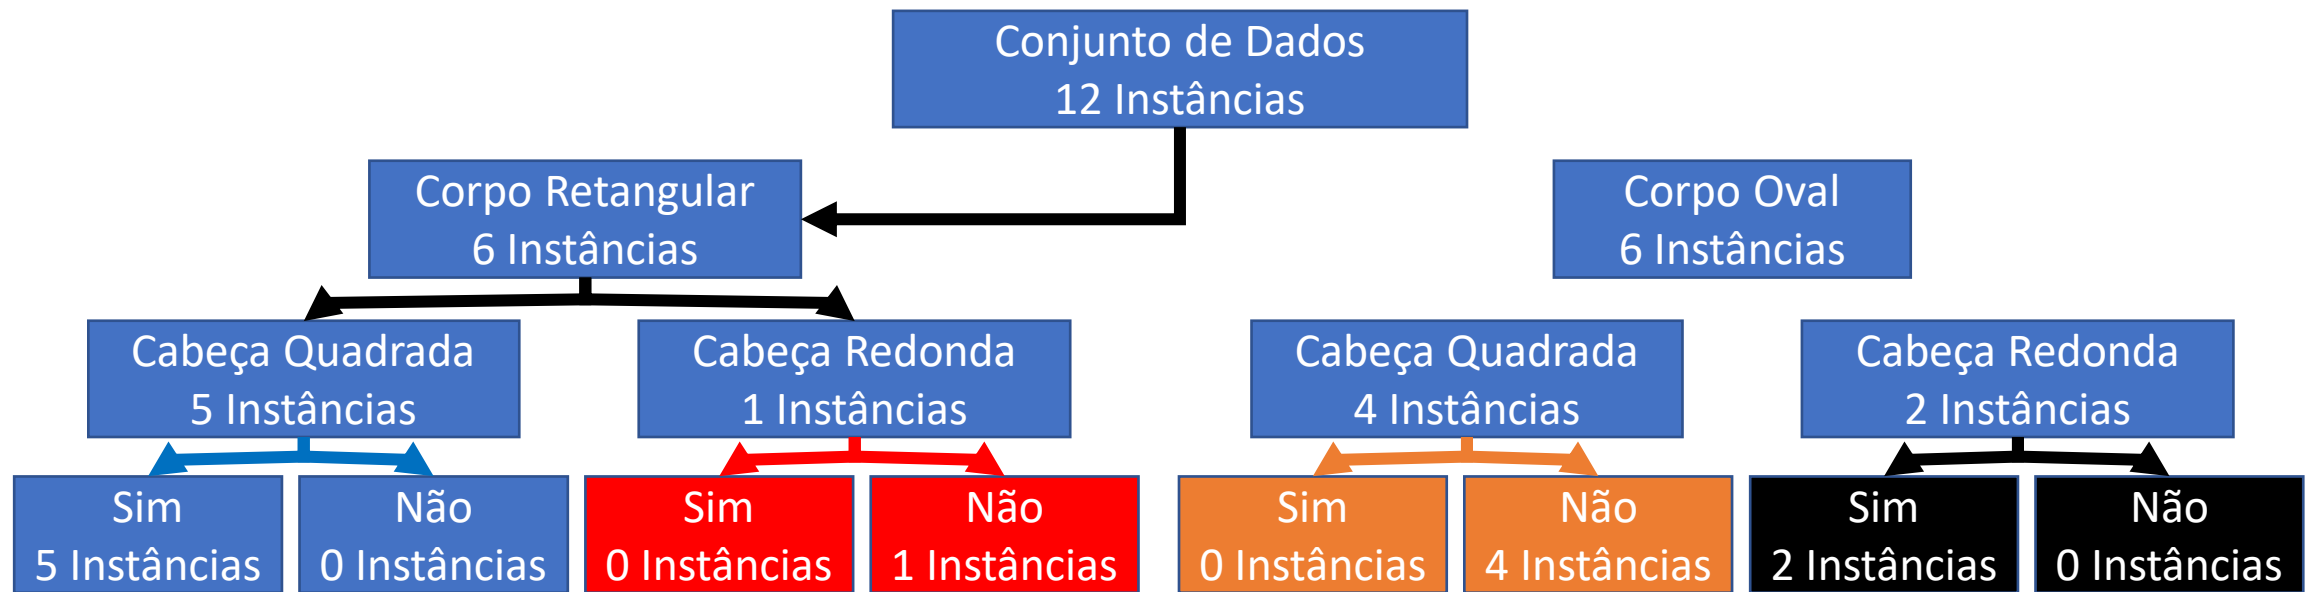 Conjunto de Dados
12 Instâncias
Corpo Retangular
6 Instâncias
Corpo Oval
6 Instâncias
Cabeça Quadrada
5 Instâncias
Cabeça Redonda
1 Instâncias
Cabeça Quadrada
4 Instâncias
Cabeça Redonda
2 Instâncias
Sim
5 Instâncias
Não
0 Instâncias
Sim
0 Instâncias
Não
1 Instâncias
Sim
0 Instâncias
Não
4 Instâncias
Sim
2 Instâncias
Não
0 Instâncias